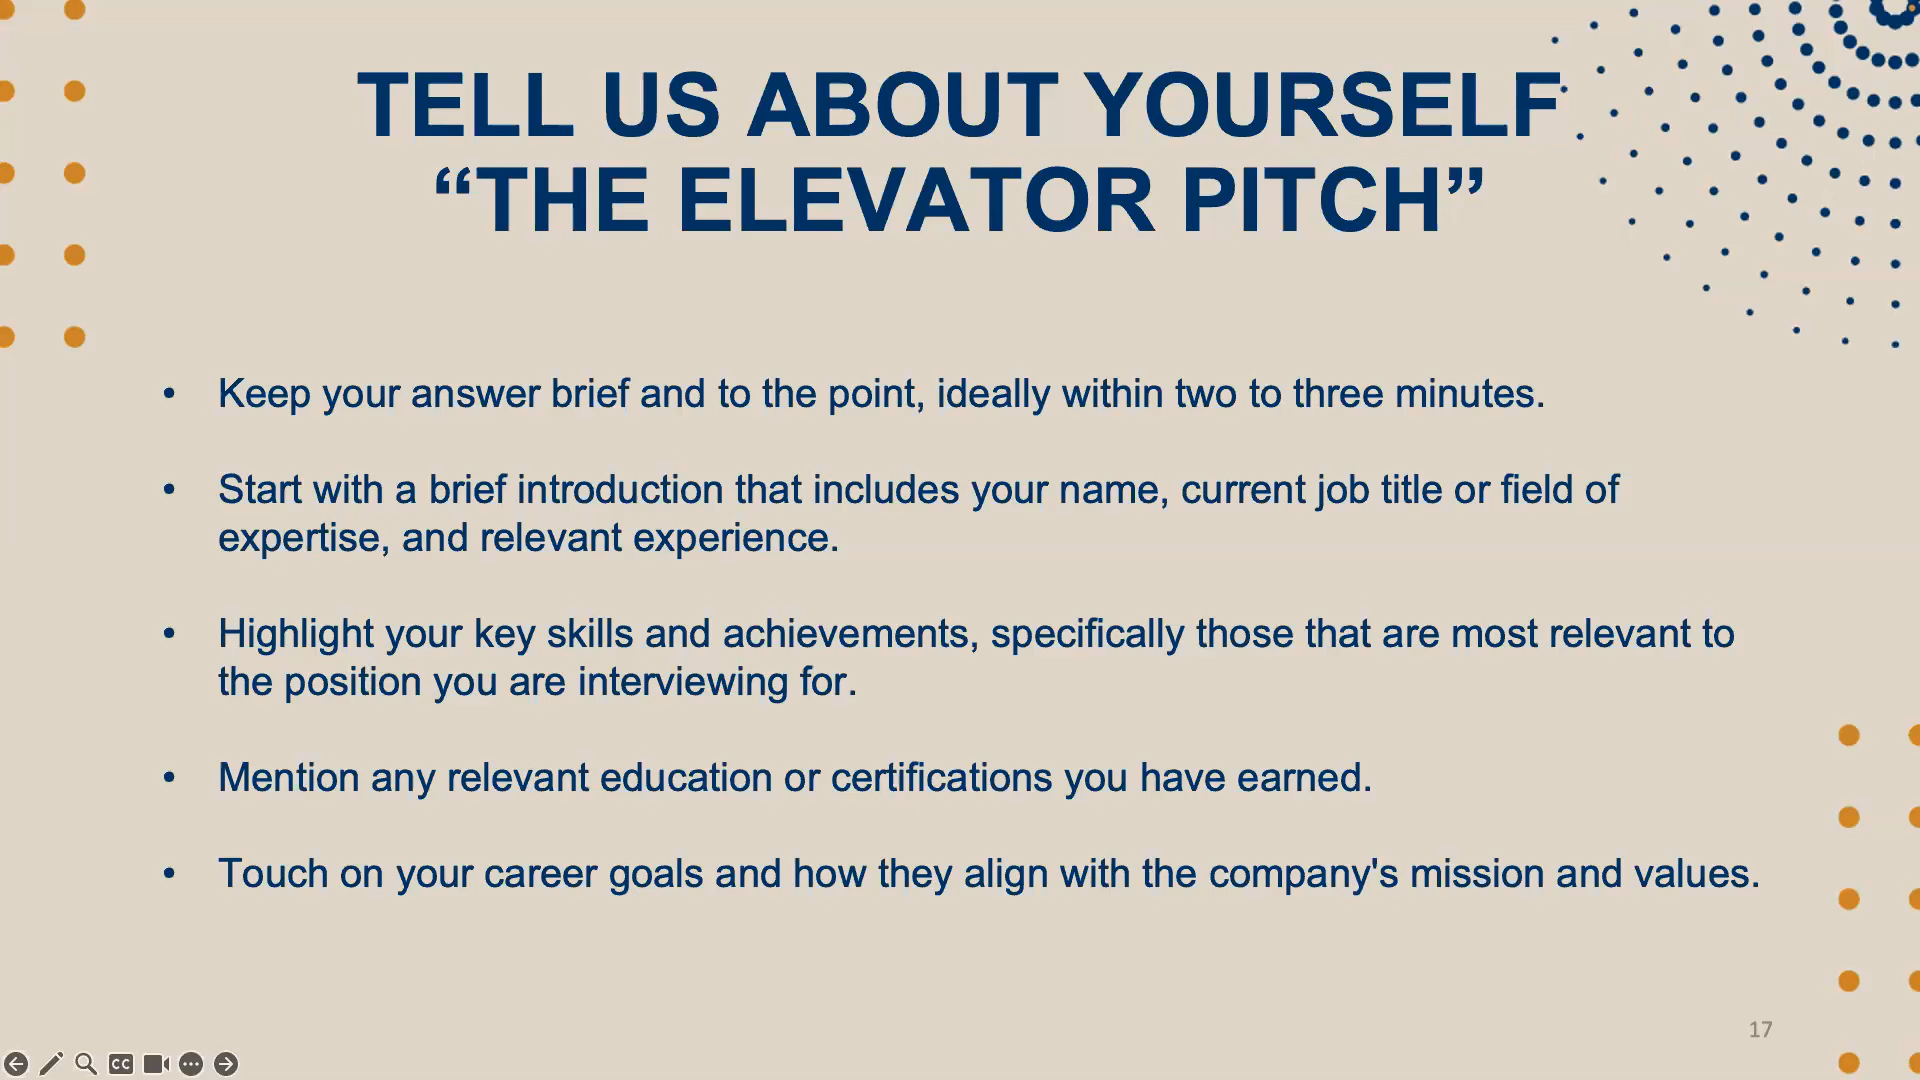 TELL US ABOUT YOURSELF
“THE ELEVATOR PITCH”
• Keep your answer brief and to the point, ideally within two to three minutes.
• Start with a brief introduction that includes your name, current job title or field of
expertise, and relevant experience.
• Highlight your key skills and achievements, specifically those that are most relevant to
the position you are interviewing for.
• Mention any relevant education or certifications you have earned.
• Touch on your career goals and how they align with the company's mission and values.
17
CC